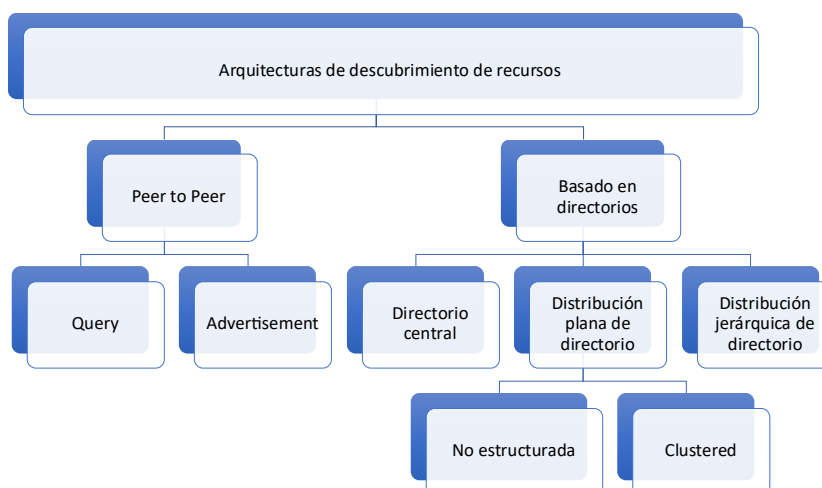 Arquitecturas de descubrimiento de recursos
Peer to Peer
Basado en
directorios
Query
Advertisement
Directorio
central
Distribución
plana de
directorio
Distribución
jerárquica de
directorio
No estructurada
Clustered